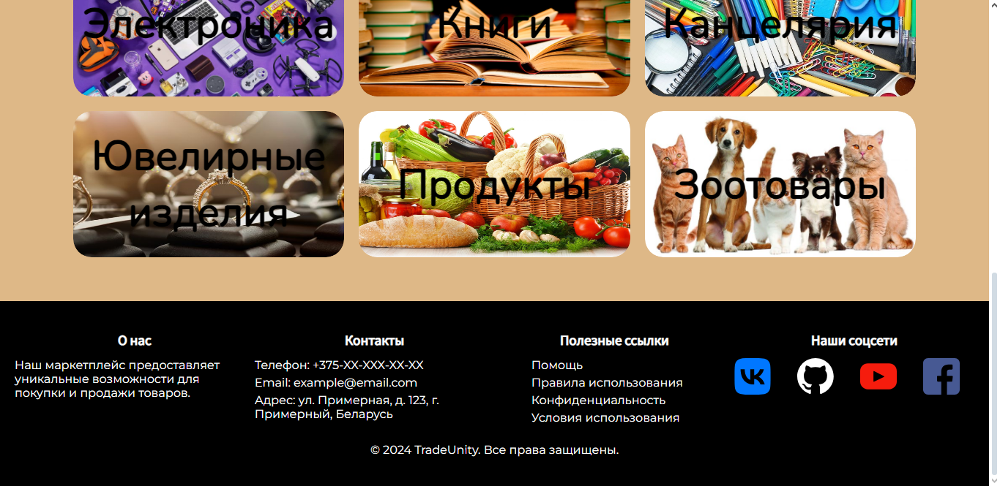 Электроника
Книги
Канцелярия
Ювелирные
изделия
Продукты
Зоотовары
О нас
Наш маркетплейс предоставляет
уникальные возможности для
покупки и продажи товаров.
Контакты
Телефон: +375-XX-XXX-XX-XX
Email: example@email.com
Адрес: ул. Примерная, д. 123, г.
Примерный, Беларусь
Полезные ссылки
Помощь
Правила использования
Конфиденциальность
Условия использования
Наши соцсети
© 2024 TradeUnity. Все права защищены.